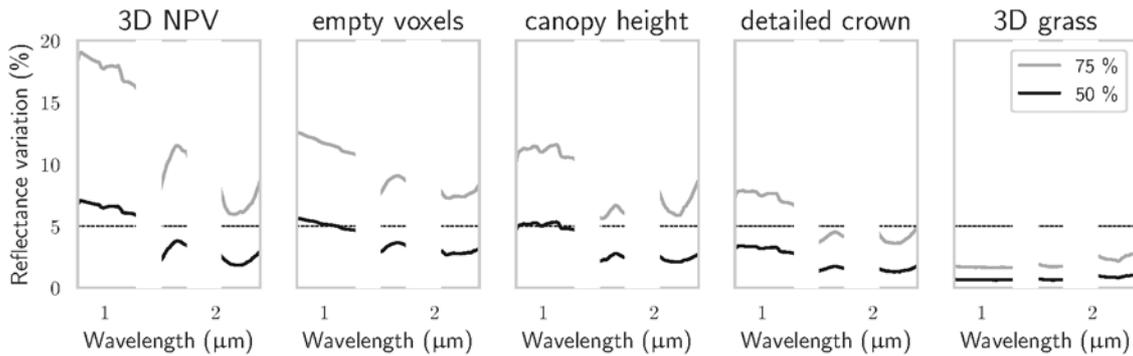 3D NPV
empty voxels
canopy height
detailed crown
3D grass
Reflectance variation (%)
20
15
10
5
0
75 %
50 %
1 2
1 2
1 2
1 2
1 2
Wavelength (μm)
Wavelength (μm)
Wavelength (μm)
Wavelength (μm)
Wavelength (μm)